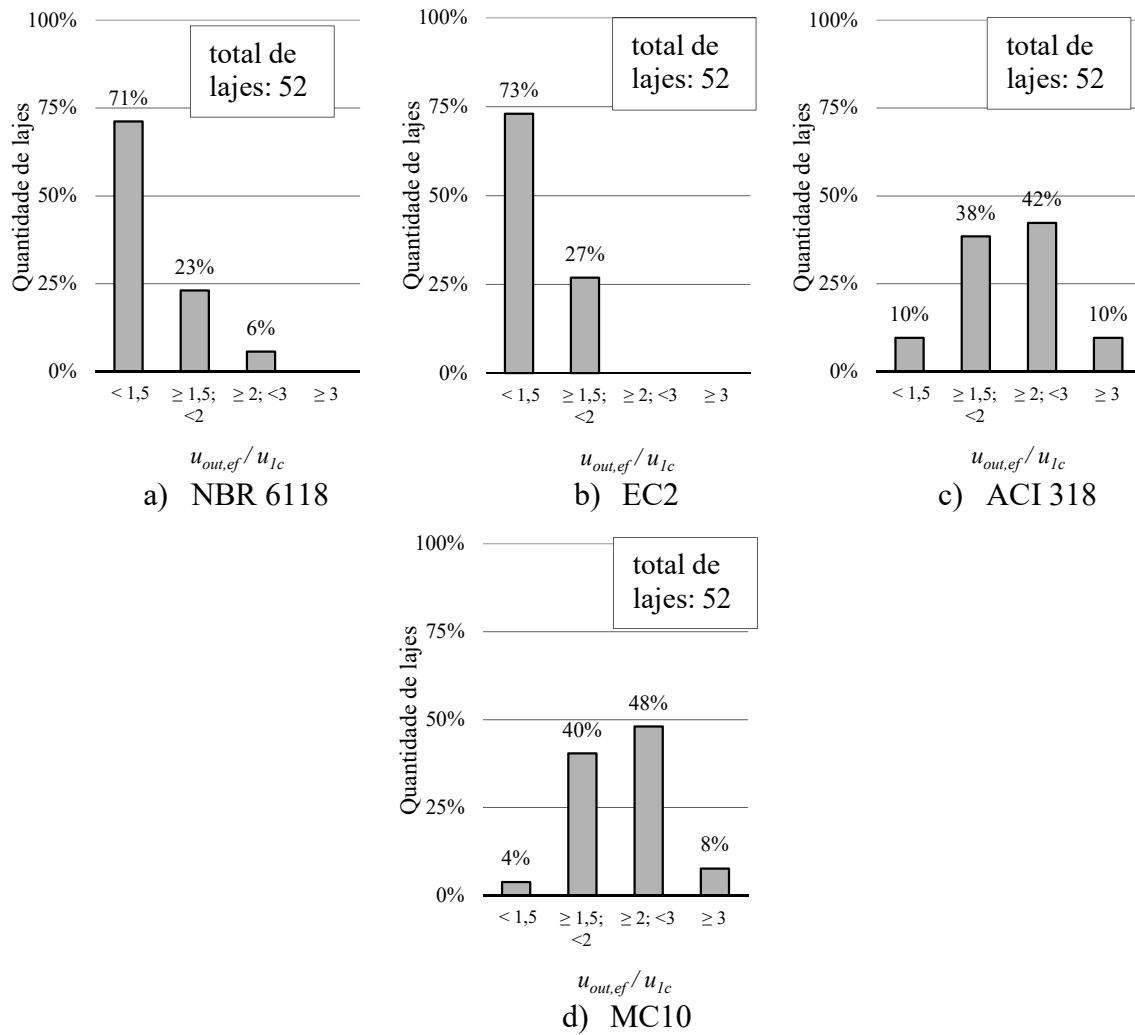 100%
75%
50%
25%
0%
Quantidade de lajes
total de
lajes: 52
71%
23%
6%
< 1,5
≥ 1,5;
<2
≥ 2; <3
≥ 3
u_out,ef / u_1c
a) NBR 6118
100%
75%
50%
25%
0%
Quantidade de lajes
total de
lajes: 52
73%
27%
< 1,5
≥ 1,5;
<2
≥ 2; <3
≥ 3
u_out,ef / u_1c
b) EC2
100%
75%
50%
25%
0%
Quantidade de lajes
total de
lajes: 52
10%
38%
42%
10%
< 1,5
≥ 1,5;
<2
≥ 2; <3
≥ 3
u_out,ef / u_1c
c) ACI 318
100%
75%
50%
25%
0%
Quantidade de lajes
total de
lajes: 52
4%
40%
48%
8%
< 1,5
≥ 1,5;
<2
≥ 2; <3
≥ 3
u_out,ef / u_1c
d) MC10